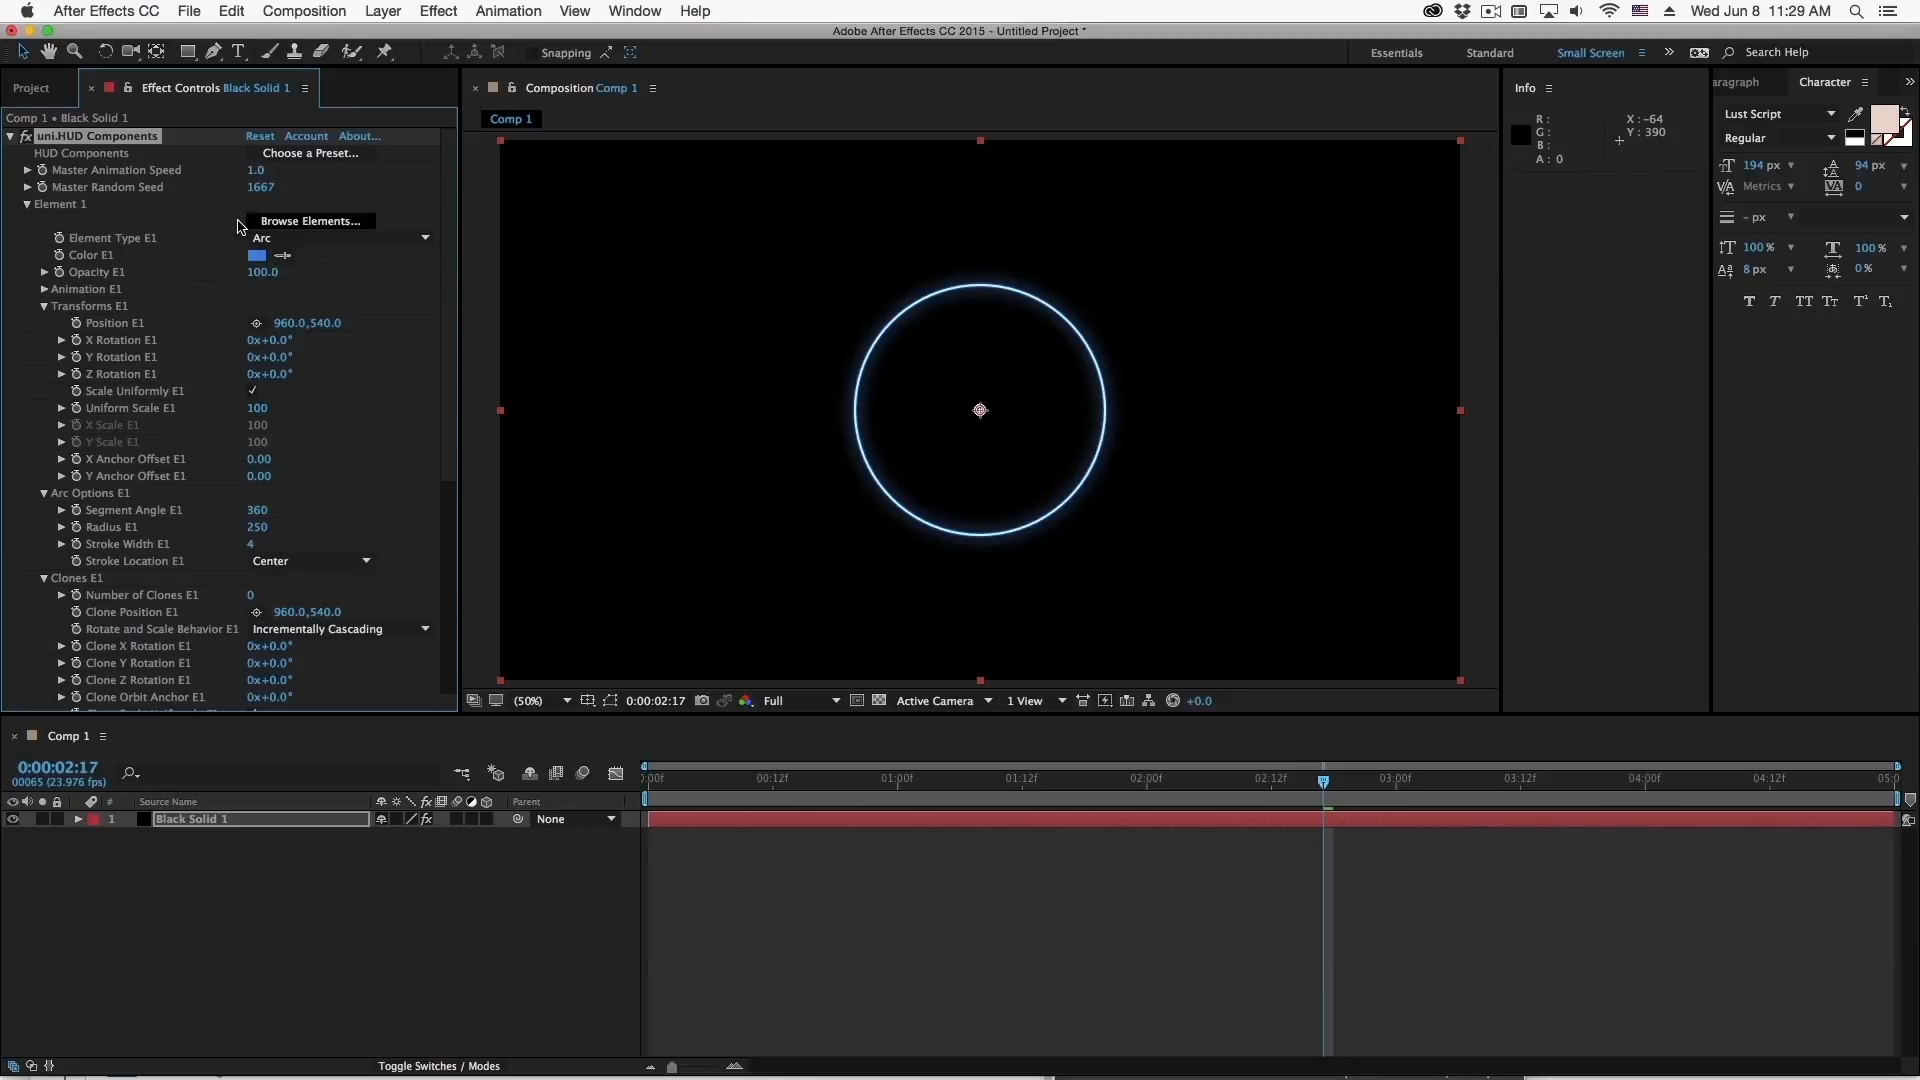 After Effects CC File Edit Composition Layer Effect Animation View Window Help Wed Jun 8 11:29 AM
Adobe After Effects CC 2015 - Untitled Project *
Snapping Essentials Standard Small Screen Search Help
Project Effect Controls Black Solid 1
Comp 1 • Black Solid 1
fx uni.HUD Components Reset Account About...
HUD Components Choose a Preset...
Master Animation Speed 1.0
Master Random Seed 1667
Element 1
Browse Elements...
Element Type E1 Arc
Color E1
Opacity E1 100.0
Animation E1
Transforms E1
Position E1 960.0,540.0
X Rotation E1 0x+0.0°
Y Rotation E1 0x+0.0°
Z Rotation E1 0x+0.0°
Scale Uniformly E1
Uniform Scale E1 100
X Scale E1 100
Y Scale E1 100
X Anchor Offset E1 0.00
Y Anchor Offset E1 0.00
Arc Options E1
Segment Angle E1 360
Radius E1 250
Stroke Width E1 4
Stroke Location E1 Center
Clones E1
Number of Clones E1 0
Clone Position E1 960.0,540.0
Rotate and Scale Behavior E1 Incrementally Cascading
Clone X Rotation E1 0x+0.0°
Clone Y Rotation E1 0x+0.0°
Clone Z Rotation E1 0x+0.0°
Clone Orbit Anchor E1 0x+0.0°
Composition Comp 1
Comp 1
(50%) 0:00:02:17 Full Active Camera 1 View +0.0
Info
R : X : -64
G : Y : 390
B :
A : 0
aragraph Character
Lust Script
Regular
194 px 94 px
Metrics 0
- px
100 % 100 %
8 px 0 %
T T TT Tt T¹ T₁
Comp 1
0:00:02:17
00065 (23.976 fps)
:00f 00:12f 01:00f 01:12f 02:00f 02:12f 03:00f 03:12f 04:00f 04:12f 05:0
# Source Name fx Parent
1 Black Solid 1 fx None
Toggle Switches / Modes